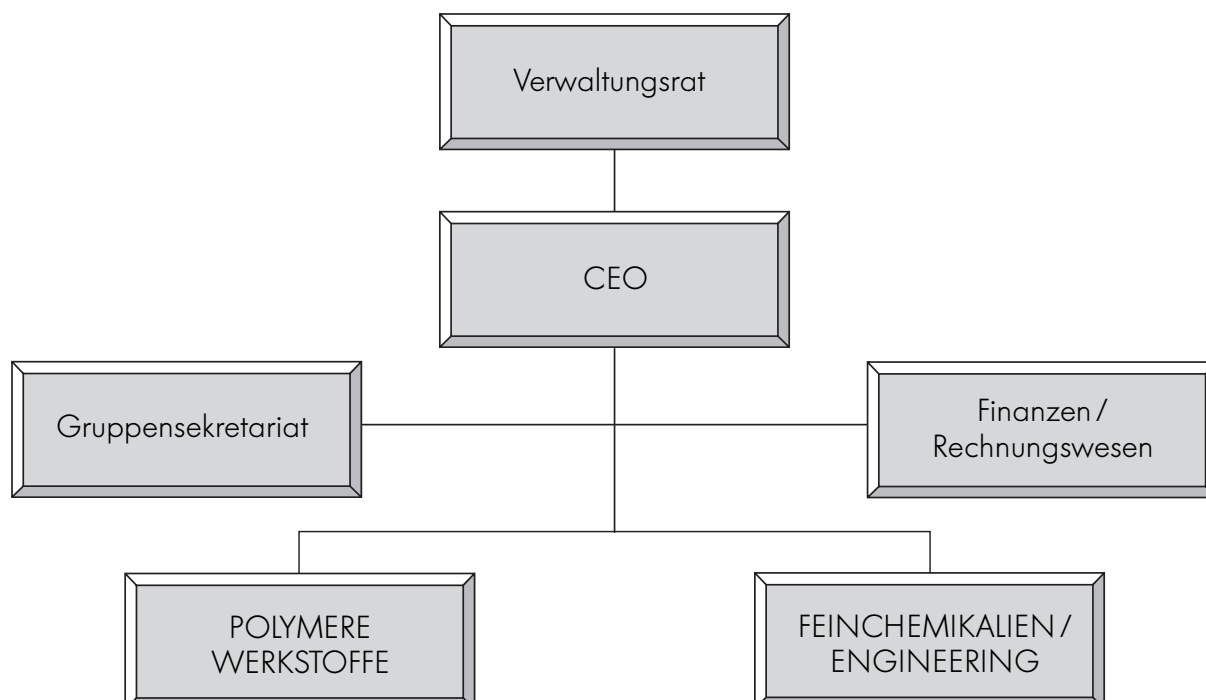 Verwaltungsrat
CEO
Gruppensekretariat
Finanzen /
Rechnungswesen
POLYMERE
WERKSTOFFE
FEINCHEMIKALIEN /
ENGINEERING